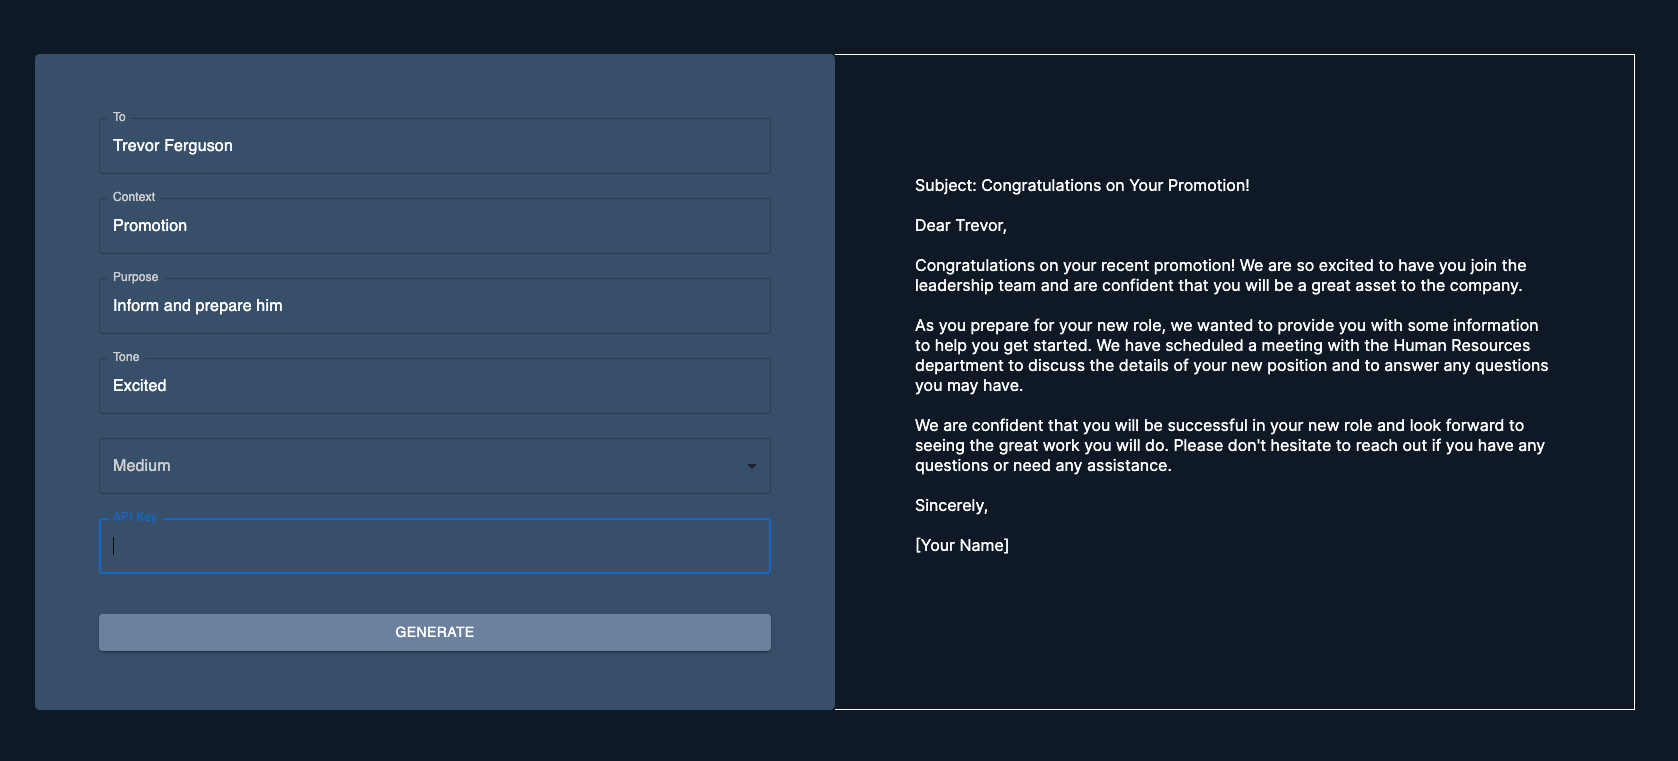 To
Trevor Ferguson
Context
Promotion
Purpose
Inform and prepare him
Tone
Excited
Medium
API Key
GENERATE
Subject: Congratulations on Your Promotion!
Dear Trevor,
Congratulations on your recent promotion! We are so excited to have you join the
leadership team and are confident that you will be a great asset to the company.
As you prepare for your new role, we wanted to provide you with some information
to help you get started. We have scheduled a meeting with the Human Resources
department to discuss the details of your new position and to answer any questions
you may have.
We are confident that you will be successful in your new role and look forward to
seeing the great work you will do. Please don't hesitate to reach out if you have any
questions or need any assistance.
Sincerely,
[Your Name]